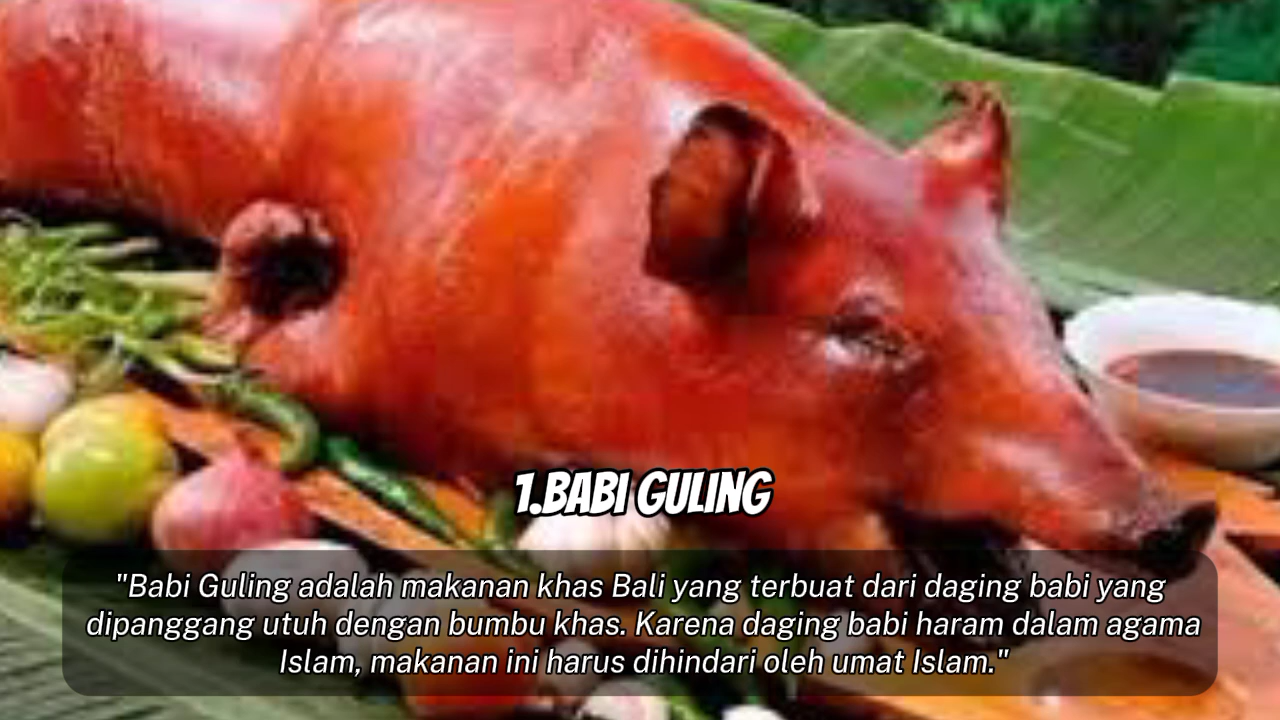 1.BABI GULING
"Babi Guling adalah makanan khas Bali yang terbuat dari daging babi yang
dipanggang utuh dengan bumbu khas. Karena daging babi haram dalam agama
Islam, makanan ini harus dihindari oleh umat Islam."